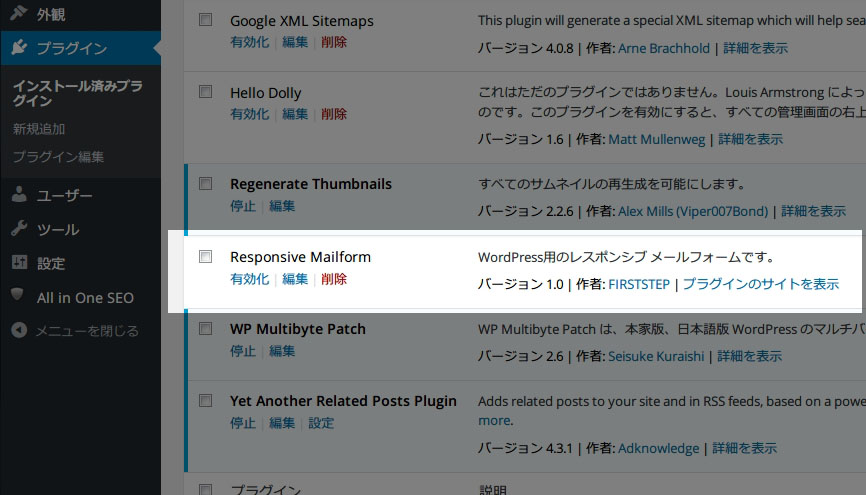 外観
プラグイン
インストール済みプラ
グイン
新規追加
プラグイン編集
ユーザー
ツール
設定
All in One SEO
メニューを閉じる
Google XML Sitemaps
有効化 | 編集 | 削除
This plugin will generate a special XML sitemap which will help sea
バージョン 4.0.8 | 作者: Arne Brachhold | 詳細を表示
Hello Dolly
有効化 | 編集 | 削除
これはただのプラグインではありません。Louis Armstrong によっ
のです。このプラグインを有効にすると、すべての管理画面の右上
バージョン 1.6 | 作者: Matt Mullenweg | 詳細を表示
Regenerate Thumbnails
停止 | 編集
すべてのサムネイルの再生成を可能にします。
バージョン 2.2.6 | 作者: Alex Mills (Viper007Bond) | 詳細を表示
Responsive Mailform
有効化 | 編集 | 削除
WordPress用のレスポンシブ メールフォームです。
バージョン 1.0 | 作者: FIRSTSTEP | プラグインのサイトを表示
WP Multibyte Patch
停止 | 編集
WP Multibyte Patch は、本家版、日本語版 WordPress のマルチバ
バージョン 2.6 | 作者: Seisuke Kuraishi | 詳細を表示
Yet Another Related Posts Plugin
停止 | 編集 | 設定
Adds related posts to your site and in RSS feeds, based on a powe
more.
バージョン 4.3.1 | 作者: Adknowledge | 詳細を表示
プラグイン
説明